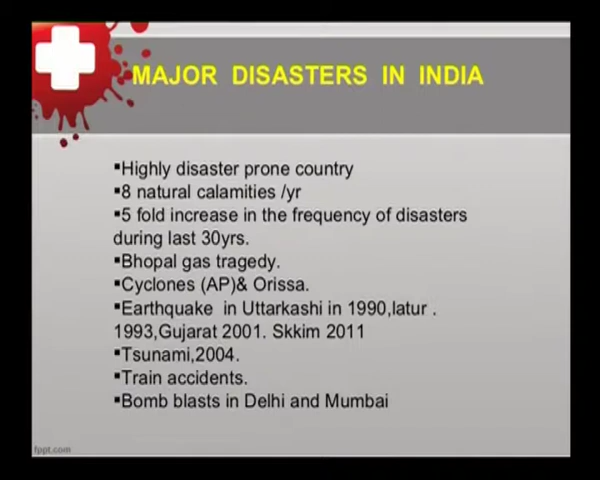 MAJOR DISASTERS IN INDIA
▪Highly disaster prone country
▪8 natural calamities /yr
▪5 fold increase in the frequency of disasters
during last 30yrs.
▪Bhopal gas tragedy.
▪Cyclones (AP)& Orissa.
▪Earthquake in Uttarkashi in 1990,latur .
1993,Gujarat 2001. Skkim 2011
▪Tsunami,2004.
▪Train accidents.
▪Bomb blasts in Delhi and Mumbai
fppt.com